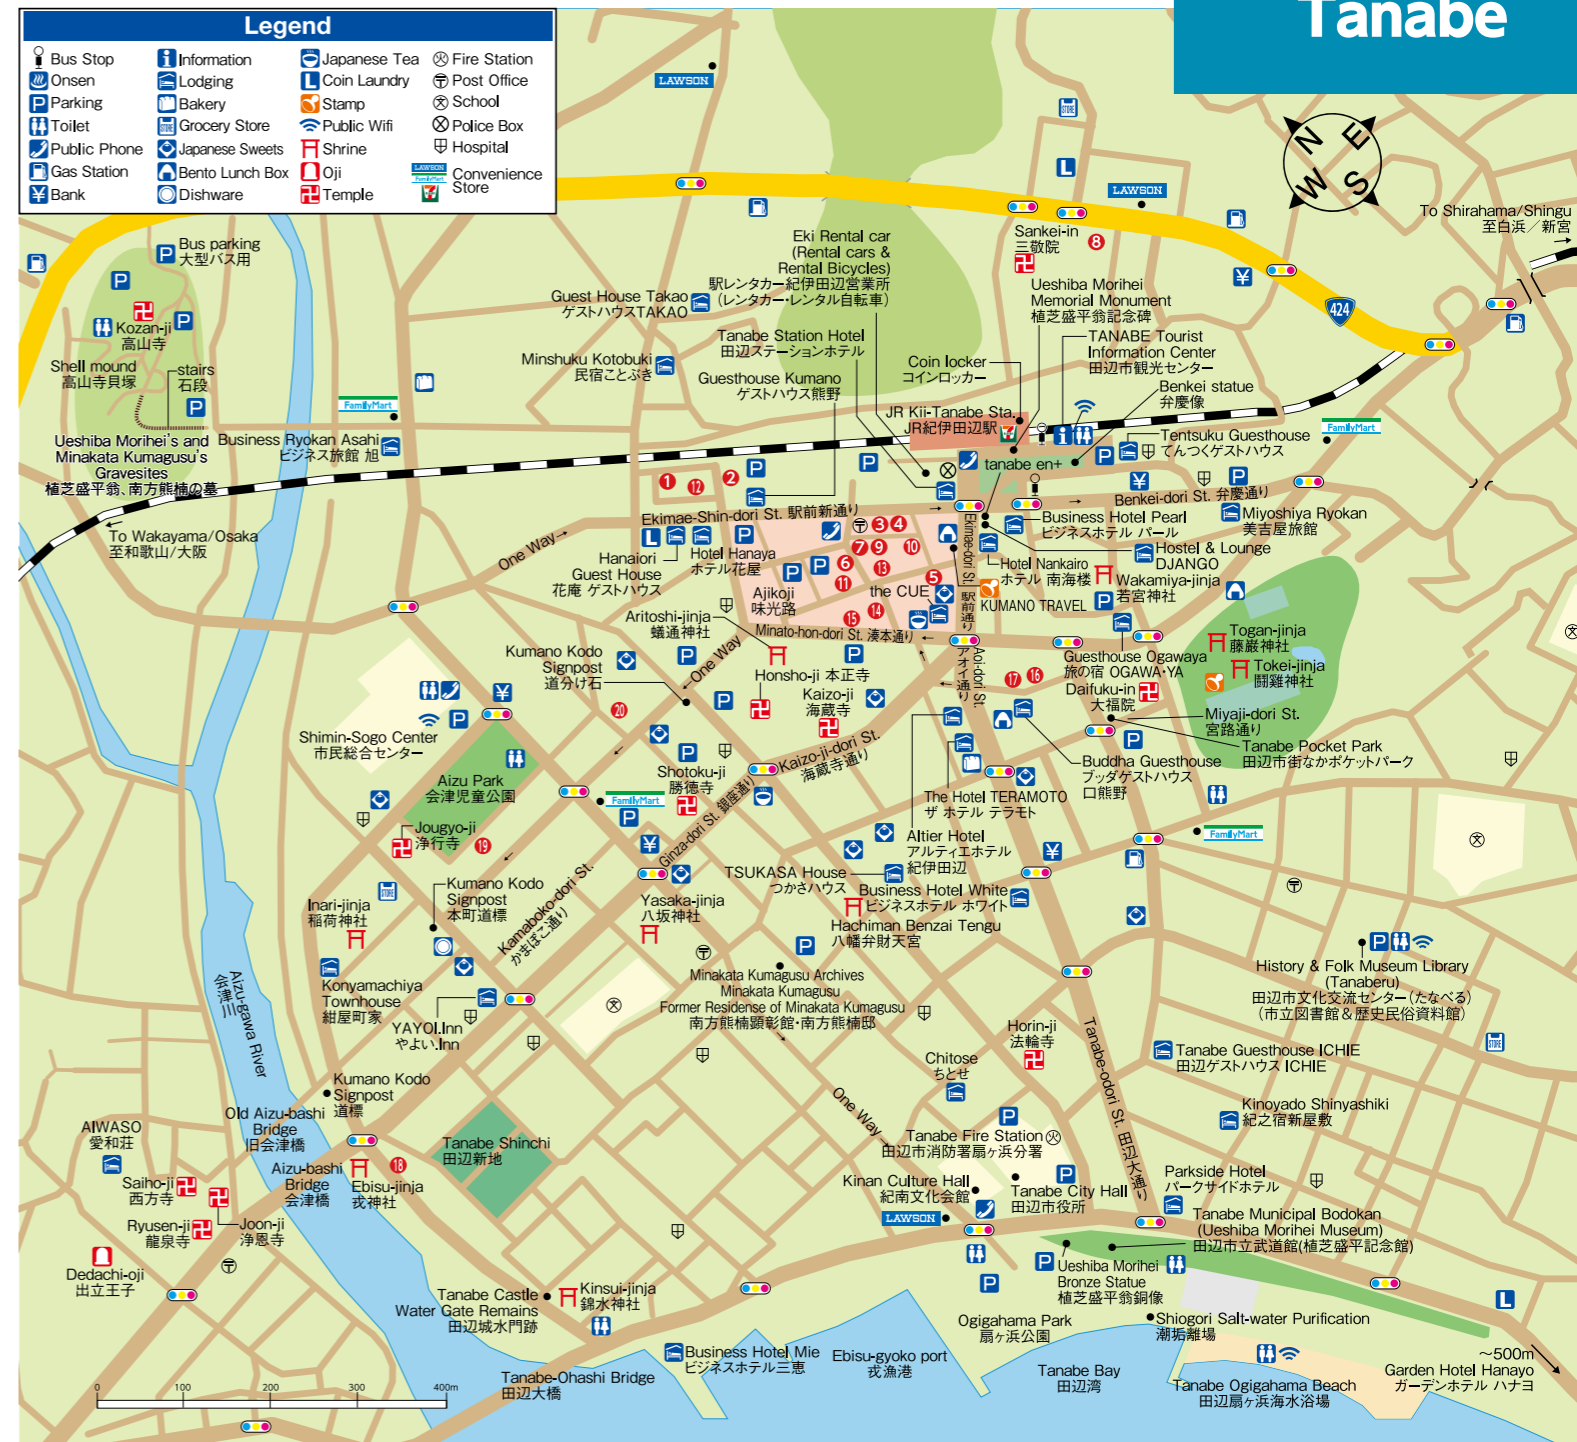 Tanabe
Legend
Bus Stop
Onsen
Parking
Toilet
Public Phone
Gas Station
Bank
Information
Lodging
Bakery
Grocery Store
Japanese Sweets
Bento Lunch Box
Dishware
Japanese Tea
Coin Laundry
Stamp
Public Wifi
Shrine
Oji
Temple
Fire Station
Post Office
School
Police Box
Hospital
Convenience
Store
LAWSON
LAWSON
N
E
W
S
To Shirahama/Shingu
至白浜／新宮
424
Bus parking
大型バス用
Kozan-ji
高山寺
Shell mound
高山寺貝塚
stairs
石段
Ueshiba Morihei's and
Minakata Kumagusu's
Gravesites
植芝盛平翁、南方熊楠の墓
FamilyMart
Business Ryokan Asahi
ビジネス旅館 旭
To Wakayama/Osaka
至和歌山/大阪
Guest House Takao
ゲストハウスTAKAO
Minshuku Kotobuki
民宿ことぶき
Eki Rental car
(Rental cars &
Rental Bicycles)
駅レンタカー紀伊田辺営業所
（レンタカー・レンタル自転車）
Tanabe Station Hotel
田辺ステーションホテル
Guesthouse Kumano
ゲストハウス熊野
Sankei-in
三敬院
8
Ueshiba Morihei
Memorial Monument
植芝盛平翁記念碑
TANABE Tourist
Information Center
田辺市観光センター
Coin locker
コインロッカー
Benkei statue
弁慶像
JR Kii-Tanabe Sta.
JR紀伊田辺駅
tanabe en+
Tentsuku Guesthouse
てんつくゲストハウス
FamilyMart
1
12
2
Ekimae-Shin-dori St. 駅前新通り
Benkei-dori St. 弁慶通り
Miyoshiya Ryokan
美吉屋旅館
Business Hotel Pearl
ビジネスホテル パール
Hostel & Lounge
DJANGO
Hotel Nankairo
ホテル 南海楼
Wakamiya-jinja
若宮神社
KUMANO TRAVEL
Ekimae-dori St. 駅前通り
One Way
Hanaiori
Guest House
花庵 ゲストハウス
Hotel Hanaya
ホテル花屋
3
4
7
9
10
6
13
11
5
15
14
the CUE
Ajikoji
味光路
Aritoshi-jinja
蟻通神社
Minato-hon-dori St. 湊本通り
Kumano Kodo
Signpost
道分け石
One Way
Honsho-ji 本正寺
Kaizo-ji
海蔵寺
Aoi-dori St.
アオイ通り
17
16
Guesthouse Ogawaya
旅の宿 OGAWA・YA
Daifuku-in
大福院
Togan-jinja
藤巌神社
Tokei-jinja
闘雞神社
Miyaji-dori St.
宮路通り
Tanabe Pocket Park
田辺市街なかポケットパーク
Buddha Guesthouse
ブッダゲストハウス
口熊野
Shimin-Sogo Center
市民総合センター
20
Aizu Park
会津児童公園
Shotoku-ji
勝徳寺
Kaizo-ji-dori St.
海蔵寺通り
Ginza-dori St. 銀座通り
FamilyMart
The Hotel TERAMOTO
ザ ホテル テラモト
Altier Hotel
アルティエホテル
紀伊田辺
FamilyMart
Jougyo-ji
浄行寺
19
Kumano Kodo
Signpost
本町道標
Inari-jinja
稲荷神社
Kamaboko-dori St.
かまぼこ通り
Yasaka-jinja
八坂神社
TSUKASA House
つかさハウス
Business Hotel White
ビジネスホテル ホワイト
Hachiman Benzai Tengu
八幡弁財天宮
Minakata Kumagusu Archives
Minakata Kumagusu
Former Residense of Minakata Kumagusu
南方熊楠顕彰館・南方熊楠邸
Konyamachiya
Townhouse
紺屋町家
YAYOI.Inn
やよい.Inn
Aizu-gawa River
会津川
History & Folk Museum Library
(Tanaberu)
田辺市文化交流センター（たなべる）
（市立図書館＆歴史民俗資料館）
Horin-ji
法輪寺
Chitose
ちとせ
Tanabe-odori St. 田辺大通り
Tanabe Guesthouse ICHIE
田辺ゲストハウス ICHIE
Kinoyado Shinyashiki
紀之宿新屋敷
Kumano Kodo
Signpost
道標
Old Aizu-bashi
Bridge
旧会津橋
One Way
Tanabe Fire Station
田辺市消防署扇ヶ浜分署
Tanabe Shinchi
田辺新地
AIWASO
愛和荘
Saiho-ji
西方寺
Aizu-bashi
Bridge
会津橋
Ebisu-jinja
戎神社
18
Ryusen-ji
龍泉寺
Joon-ji
浄恩寺
Dedachi-oji
出立王子
Kinan Culture Hall
紀南文化会館
Tanabe City Hall
田辺市役所
LAWSON
Parkside Hotel
パークサイドホテル
Tanabe Municipal Bodokan
(Ueshiba Morihei Museum)
田辺市立武道館(植芝盛平記念館)
Ueshiba Morihei
Bronze Statue
植芝盛平翁銅像
Tanabe Castle
Water Gate Remains
田辺城水門跡
Kinsui-jinja
錦水神社
Ogigahama Park
扇ヶ浜公園
Shiogori Salt-water Purification
潮垢離場
Business Hotel Mie
ビジネスホテル三恵
Ebisu-gyoko port
戎漁港
Tanabe-Ohashi Bridge
田辺大橋
Tanabe Bay
田辺湾
Tanabe Ogigahama Beach
田辺扇ヶ浜海水浴場
～500m
Garden Hotel Hanayo
ガーデンホテル ハナヨ
0 100 200 300 400m